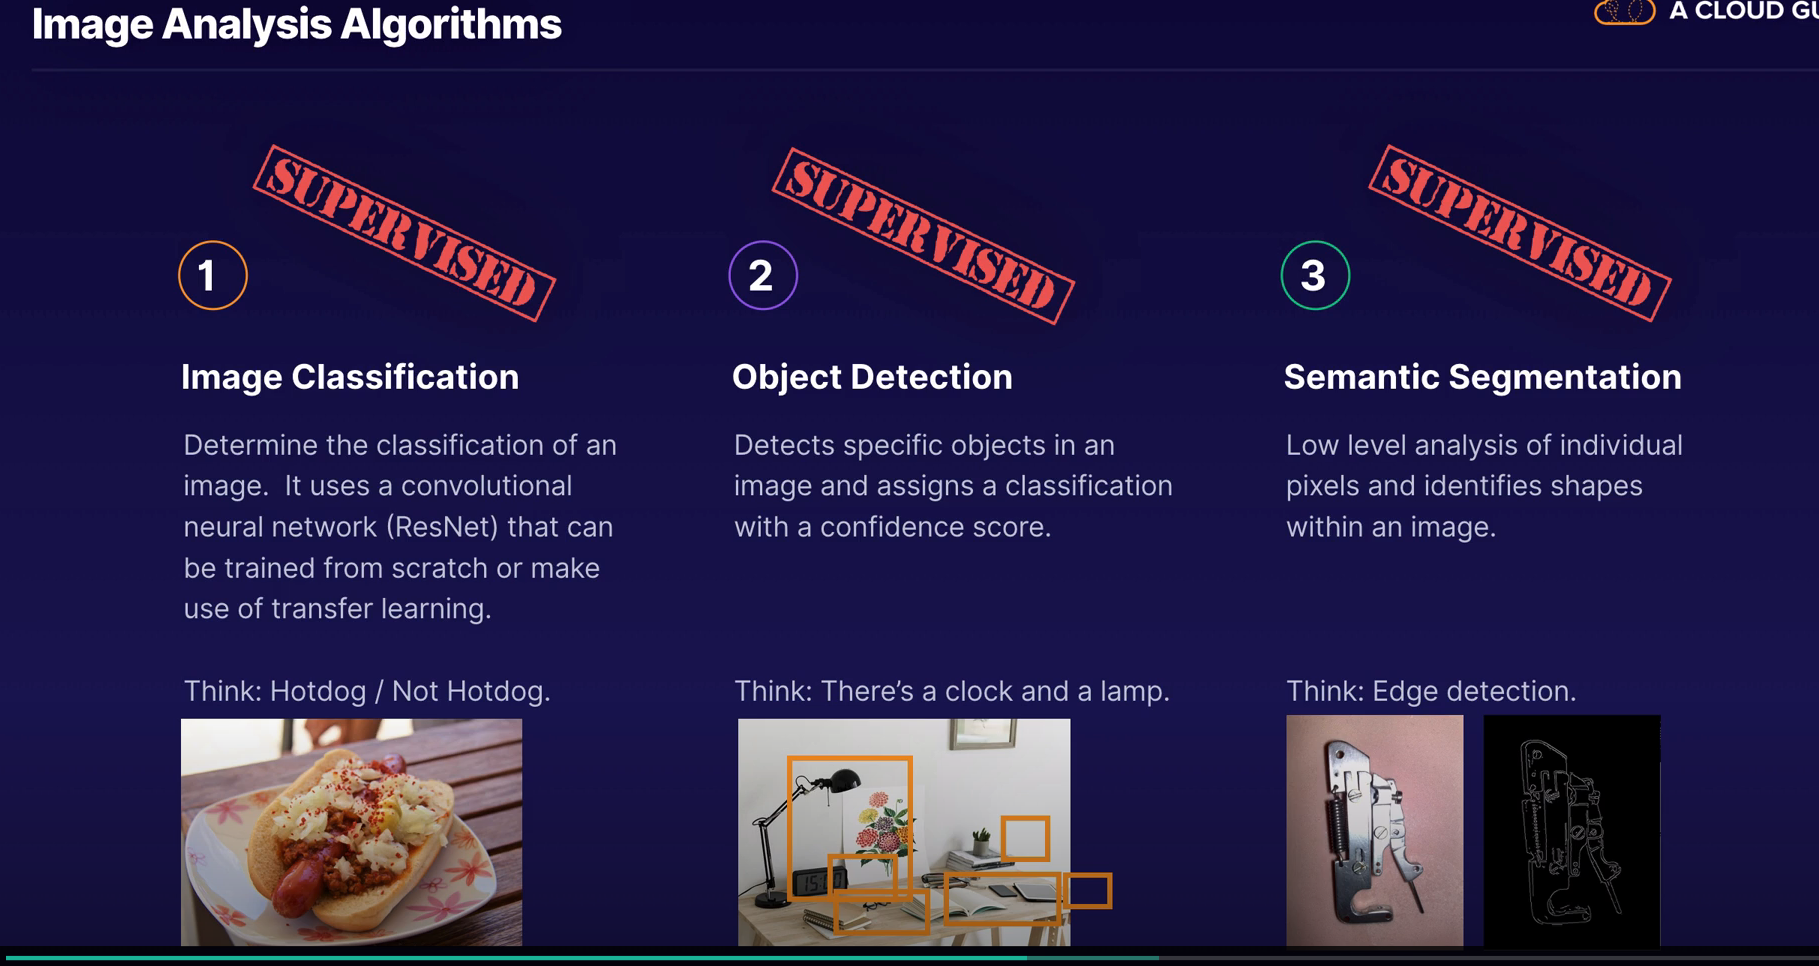 Image Analysis Algorithms
A CLOUD
SUPERVISED
1
Image Classification
Determine the classification of an
image. It uses a convolutional
neural network (ResNet) that can
be trained from scratch or make
use of transfer learning.
Think: Hotdog / Not Hotdog.
SUPERVISED
2
Object Detection
Detects specific objects in an
image and assigns a classification
with a confidence score.
Think: There's a clock and a lamp.
SUPERVISED
3
Semantic Segmentation
Low level analysis of individual
pixels and identifies shapes
within an image.
Think: Edge detection.